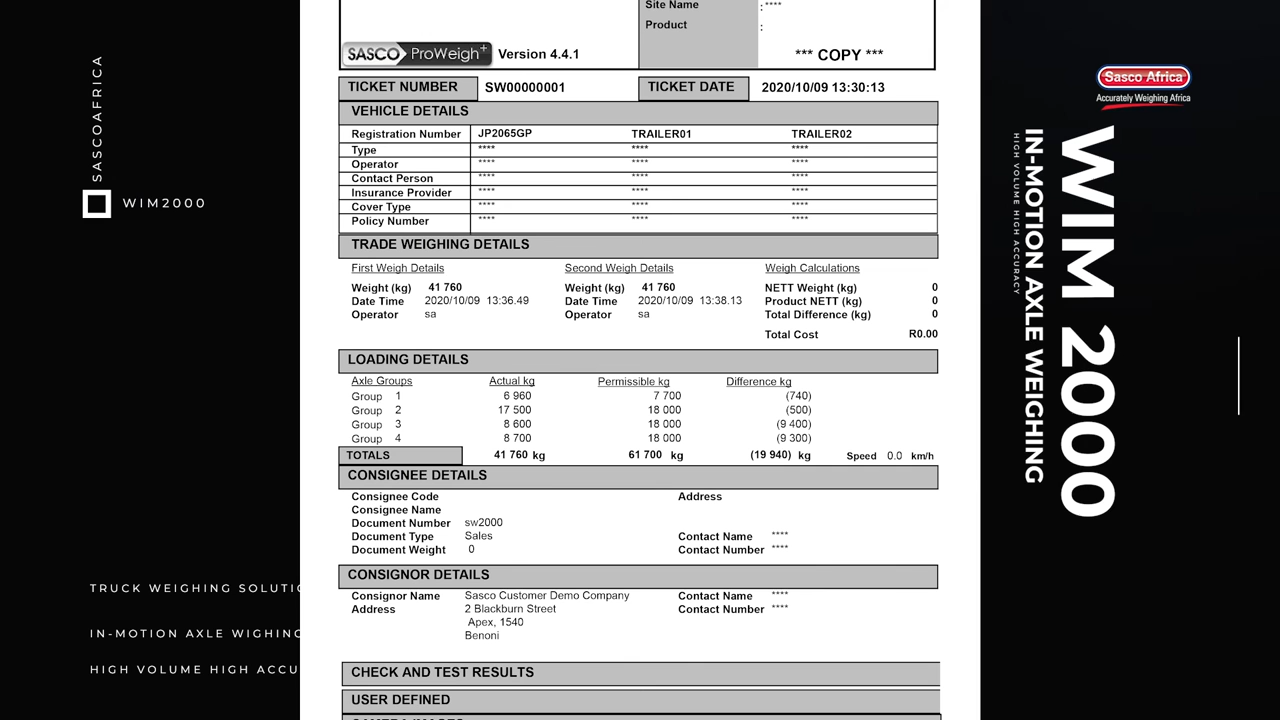 SASCOAFRICA
WIM2000
TRUCK WEIGHING SOLUTIO
IN-MOTION AXLE WIGHING
HIGH VOLUME HIGH ACCU
Site Name :****
Product :
SASCO ProWeigh+ Version 4.4.1 *** COPY ***
TICKET NUMBER SW00000001 TICKET DATE 2020/10/09 13:30:13
VEHICLE DETAILS
Registration Number JP2065GP TRAILER01 TRAILER02
Type **** **** ****
Operator **** **** ****
Contact Person **** **** ****
Insurance Provider **** **** ****
Cover Type **** **** ****
Policy Number **** **** ****
TRADE WEIGHING DETAILS
First Weigh Details Second Weigh Details Weigh Calculations
Weight (kg) 41 760 Weight (kg) 41 760 NETT Weight (kg) 0
Date Time 2020/10/09 13:36.49 Date Time 2020/10/09 13:38.13 Product NETT (kg) 0
Operator sa Operator sa Total Difference (kg) 0
Total Cost R0.00
LOADING DETAILS
Axle Groups Actual kg Permissible kg Difference kg
Group 1 6 960 7 700 (740)
Group 2 17 500 18 000 (500)
Group 3 8 600 18 000 (9 400)
Group 4 8 700 18 000 (9 300)
TOTALS 41 760 kg 61 700 kg (19 940) kg Speed 0.0 km/h
CONSIGNEE DETAILS
Consignee Code Address
Consignee Name
Document Number sw2000
Document Type Sales Contact Name ****
Document Weight 0 Contact Number ****
CONSIGNOR DETAILS
Consignor Name Sasco Customer Demo Company Contact Name ****
Address 2 Blackburn Street Contact Number ****
Apex, 1540
Benoni
CHECK AND TEST RESULTS
USER DEFINED
CAMERA IMAGES
Sasco Africa
Accurately Weighing Africa
WIM 2000
IN-MOTION AXLE WEIGHING
HIGH VOLUME HIGH ACCURACY